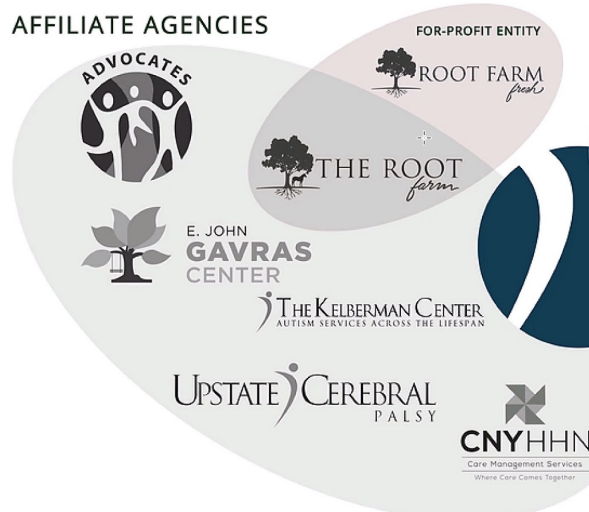 AFFILIATE AGENCIES
FOR-PROFIT ENTITY
ADVOCATES
ROOT FARM
fresh
THE ROOT
farm
E. JOHN
GAVRAS
CENTER
THE KELBERMAN CENTER
AUTISM SERVICES ACROSS THE LIFESPAN
UPSTATE CEREBRAL
PALSY
CNYHHN
Care Management Services
Where Care Comes Together